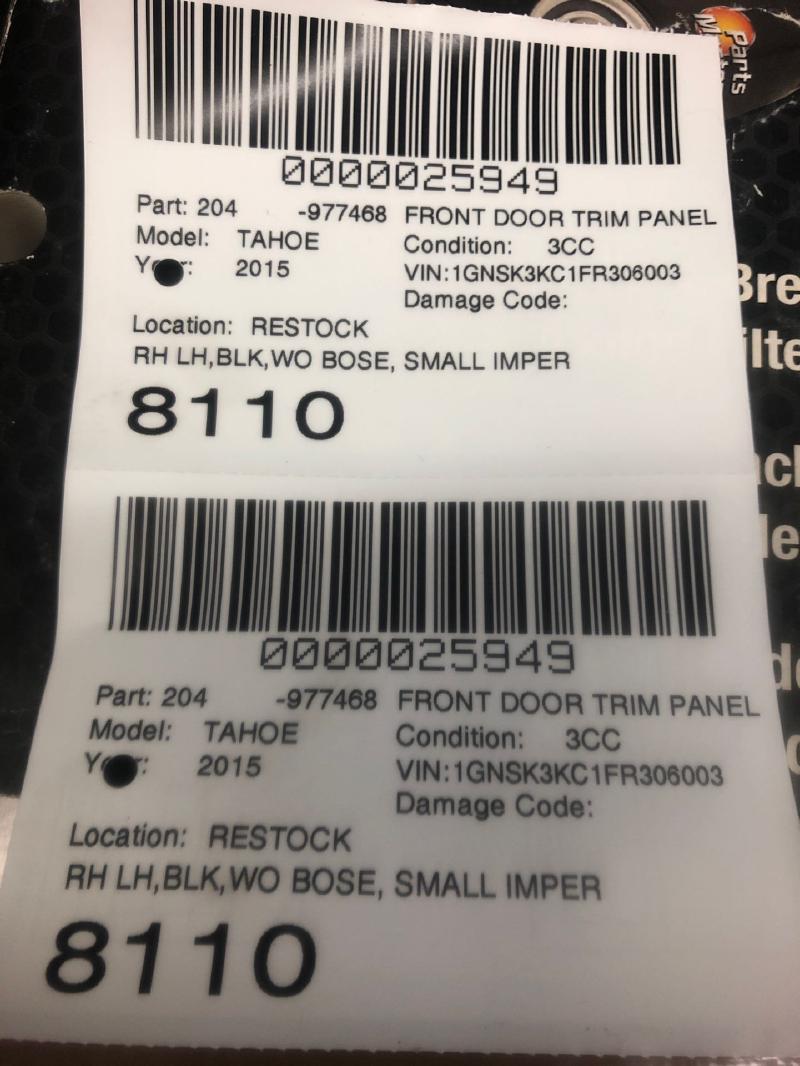 Parts
0000025949
Part: 204 -977468 FRONT DOOR TRIM PANEL
Model: TAHOE Condition: 3CC
2015 VIN:1GNSK3KC1FR306003
Damage Code:
Location: RESTOCK
RH LH,BLK,WO BOSE, SMALL IMPER
8110
0000025949
Part: 204 -977468 FRONT DOOR TRIM PANEL
Model: TAHOE Condition: 3CC
2015 VIN:1GNSK3KC1FR306003
Damage Code:
Location: RESTOCK
RH LH,BLK,WO BOSE, SMALL IMPER
8110